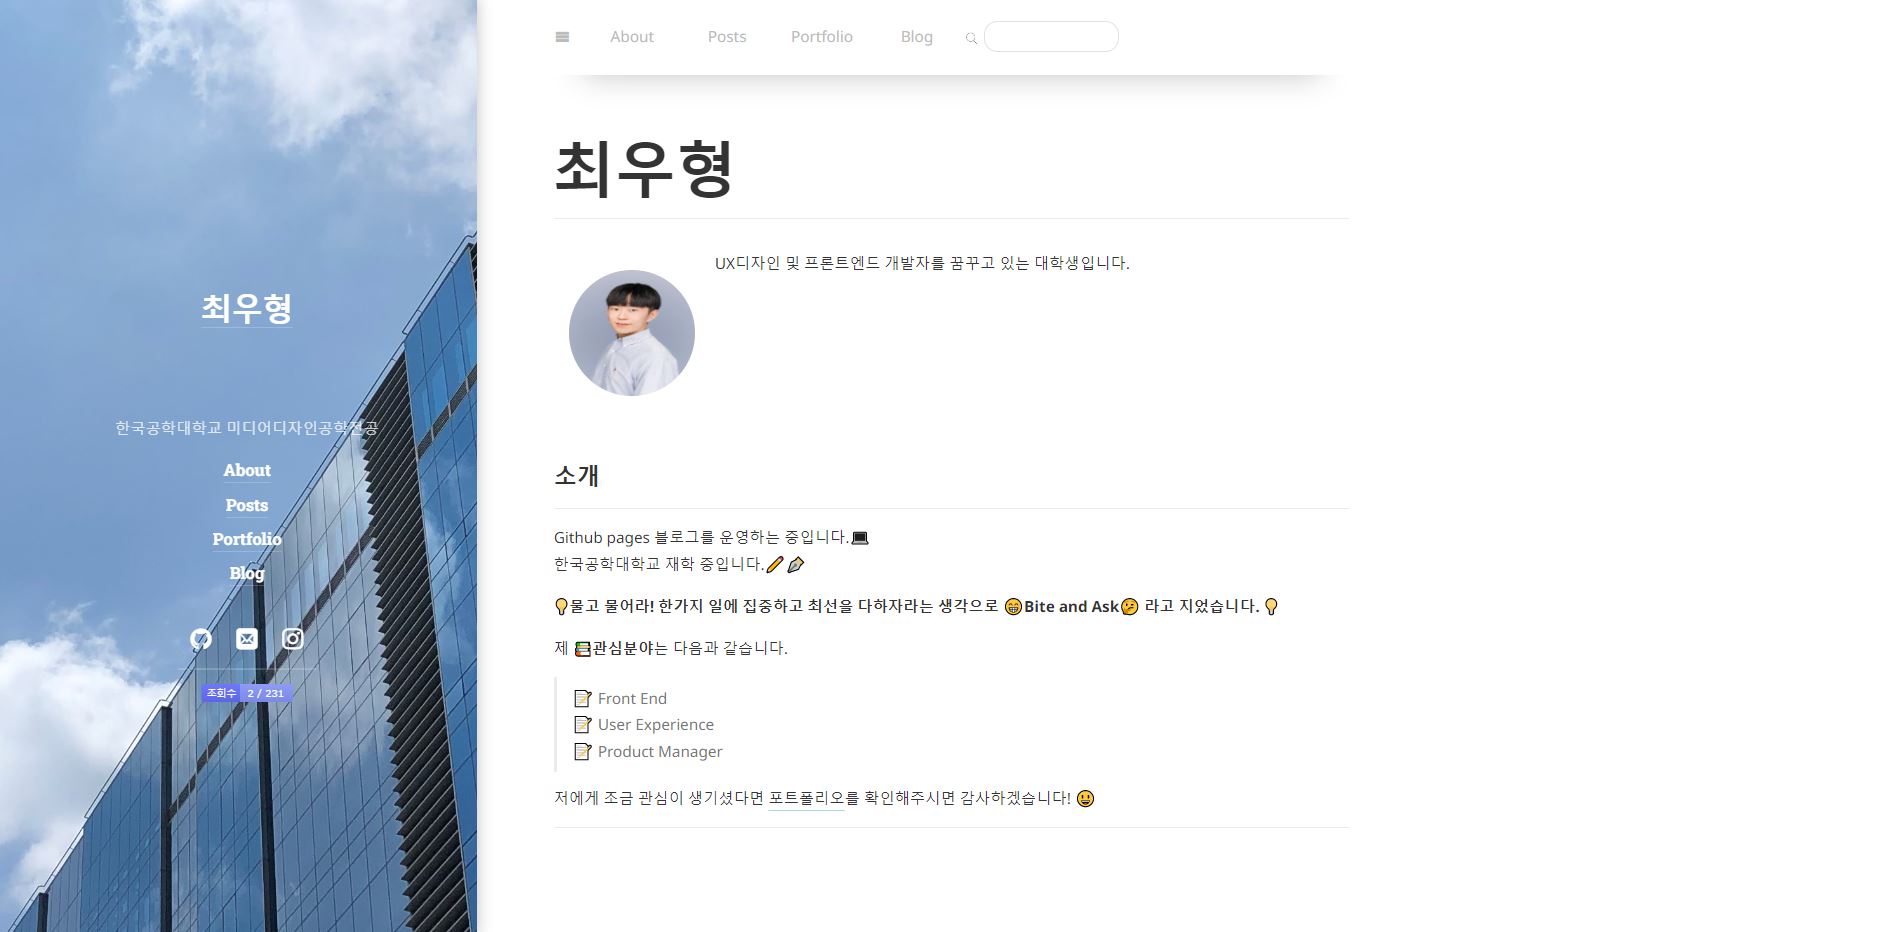 최우형
한국공학대학교 미디어디자인공학전공
About
Posts
Portfolio
Blog
조회수 2 / 231
About Posts Portfolio Blog
최우형
UX디자인 및 프론트엔드 개발자를 꿈꾸고 있는 대학생입니다.
소개
Github pages 블로그를 운영하는 중입니다.💻
한국공학대학교 재학 중입니다.✏️ 🖋️
💡물고 물어라! 한가지 일에 집중하고 최선을 다하자라는 생각으로 😁Bite and Ask🤔 라고 지었습니다. 💡
제 📚관심분야는 다음과 같습니다.
📝 Front End
📝 User Experience
📝 Product Manager
저에게 조금 관심이 생기셨다면 포트폴리오를 확인해주시면 감사하겠습니다! 😃